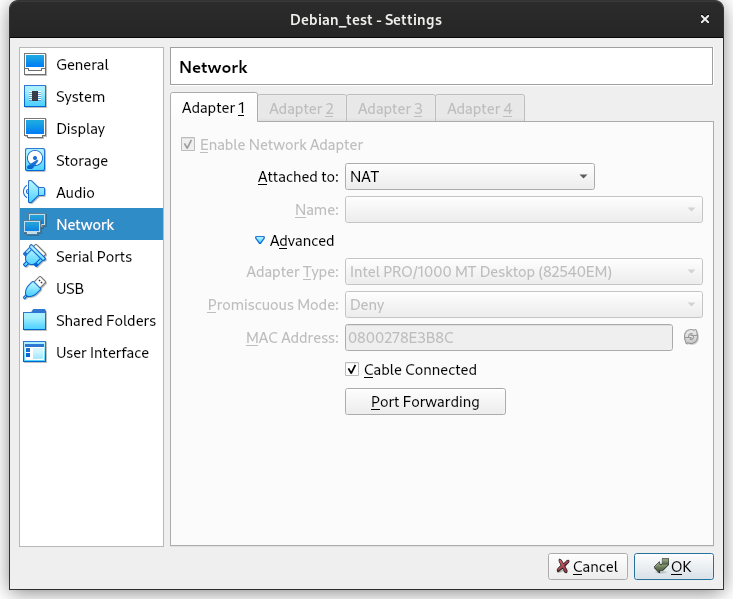 Debian_test - Settings
General
System
Display
Storage
Audio
Network
Serial Ports
USB
Shared Folders
User Interface
Network
Adapter 1 Adapter 2 Adapter 3 Adapter 4
Enable Network Adapter
Attached to: NAT
Name:
Advanced
Adapter Type: Intel PRO/1000 MT Desktop (82540EM)
Promiscuous Mode: Deny
MAC Address: 0800278E3B8C
Cable Connected
Port Forwarding
Cancel OK